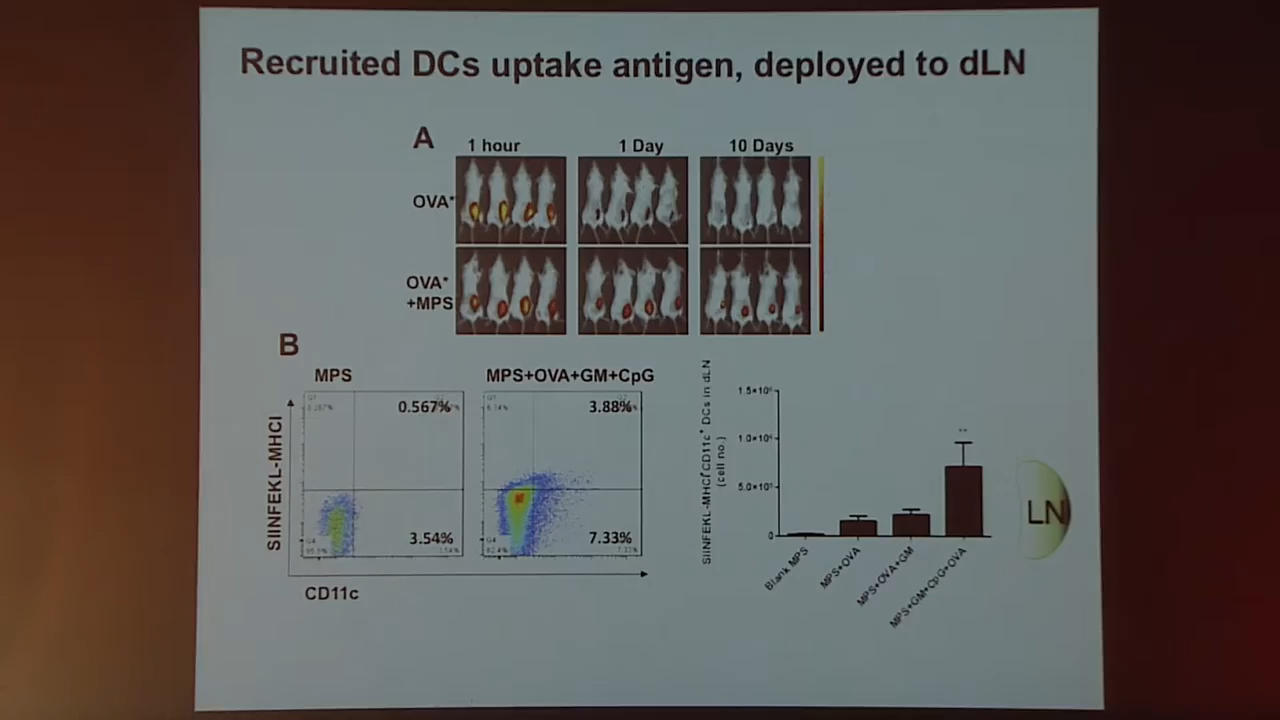 Recruited DCs uptake antigen, deployed to dLN
A
1 hour
1 Day
10 Days
OVA*
OVA*
+MPS
B
MPS
MPS+OVA+GM+CpG
0.567%
3.88%
3.54%
7.33%
SIINFEKL-MHCI
CD11c
SIINFEKL-MHCI+CD11c+ DCs in dLN
(cell no.)
0
Blank MPS
MPS+OVA
MPS+OVA+GM
MPS+GM+CpG+OVA
**
LN